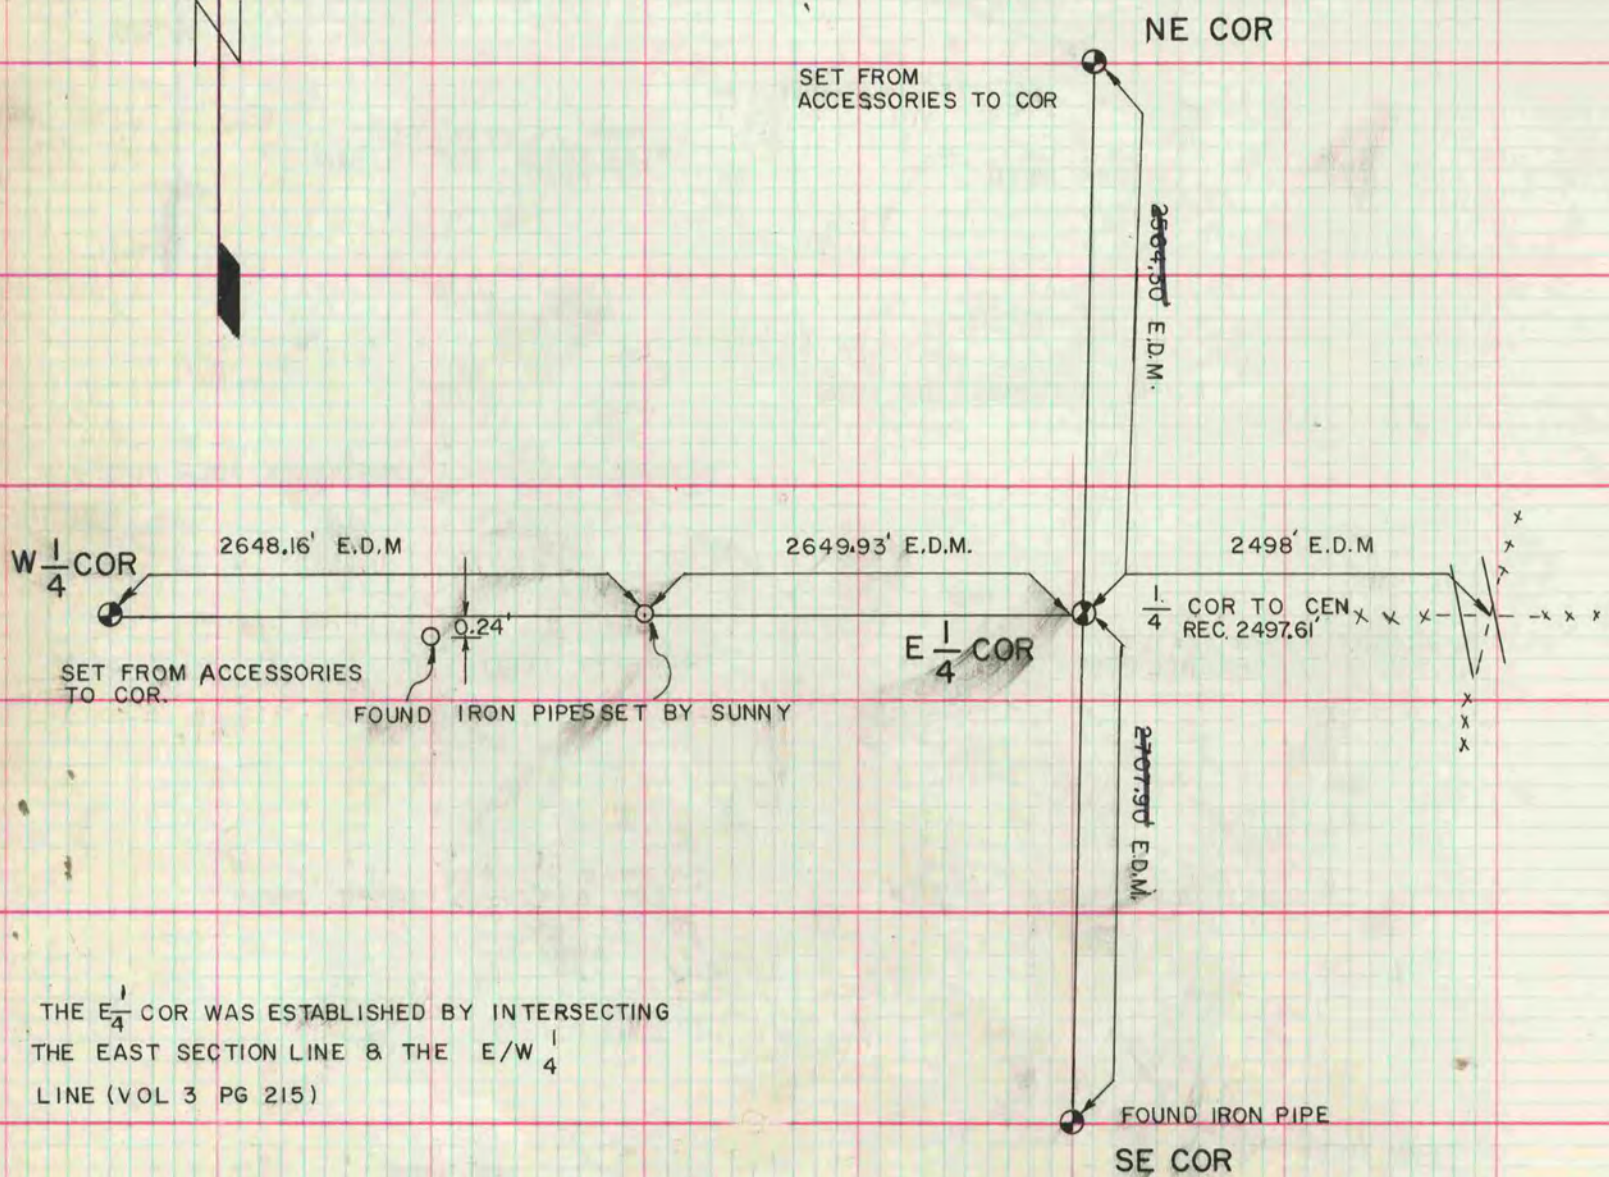 N
NE COR
SET FROM
ACCESSORIES TO COR
2564.50' E.D.M.
W 1/4 COR
2648.16' E.D.M
2649.93' E.D.M.
2498' E.D.M
0.24'
1/4 COR TO CEN
REC. 2497.61'
E 1/4 COR
SET FROM ACCESSORIES
TO COR.
FOUND IRON PIPES SET BY SUNNY
2707.90' E.D.M.
THE E 1/4 COR WAS ESTABLISHED BY INTERSECTING
THE EAST SECTION LINE & THE E/W 1/4
LINE (VOL 3 PG 215)
FOUND IRON PIPE
SE COR